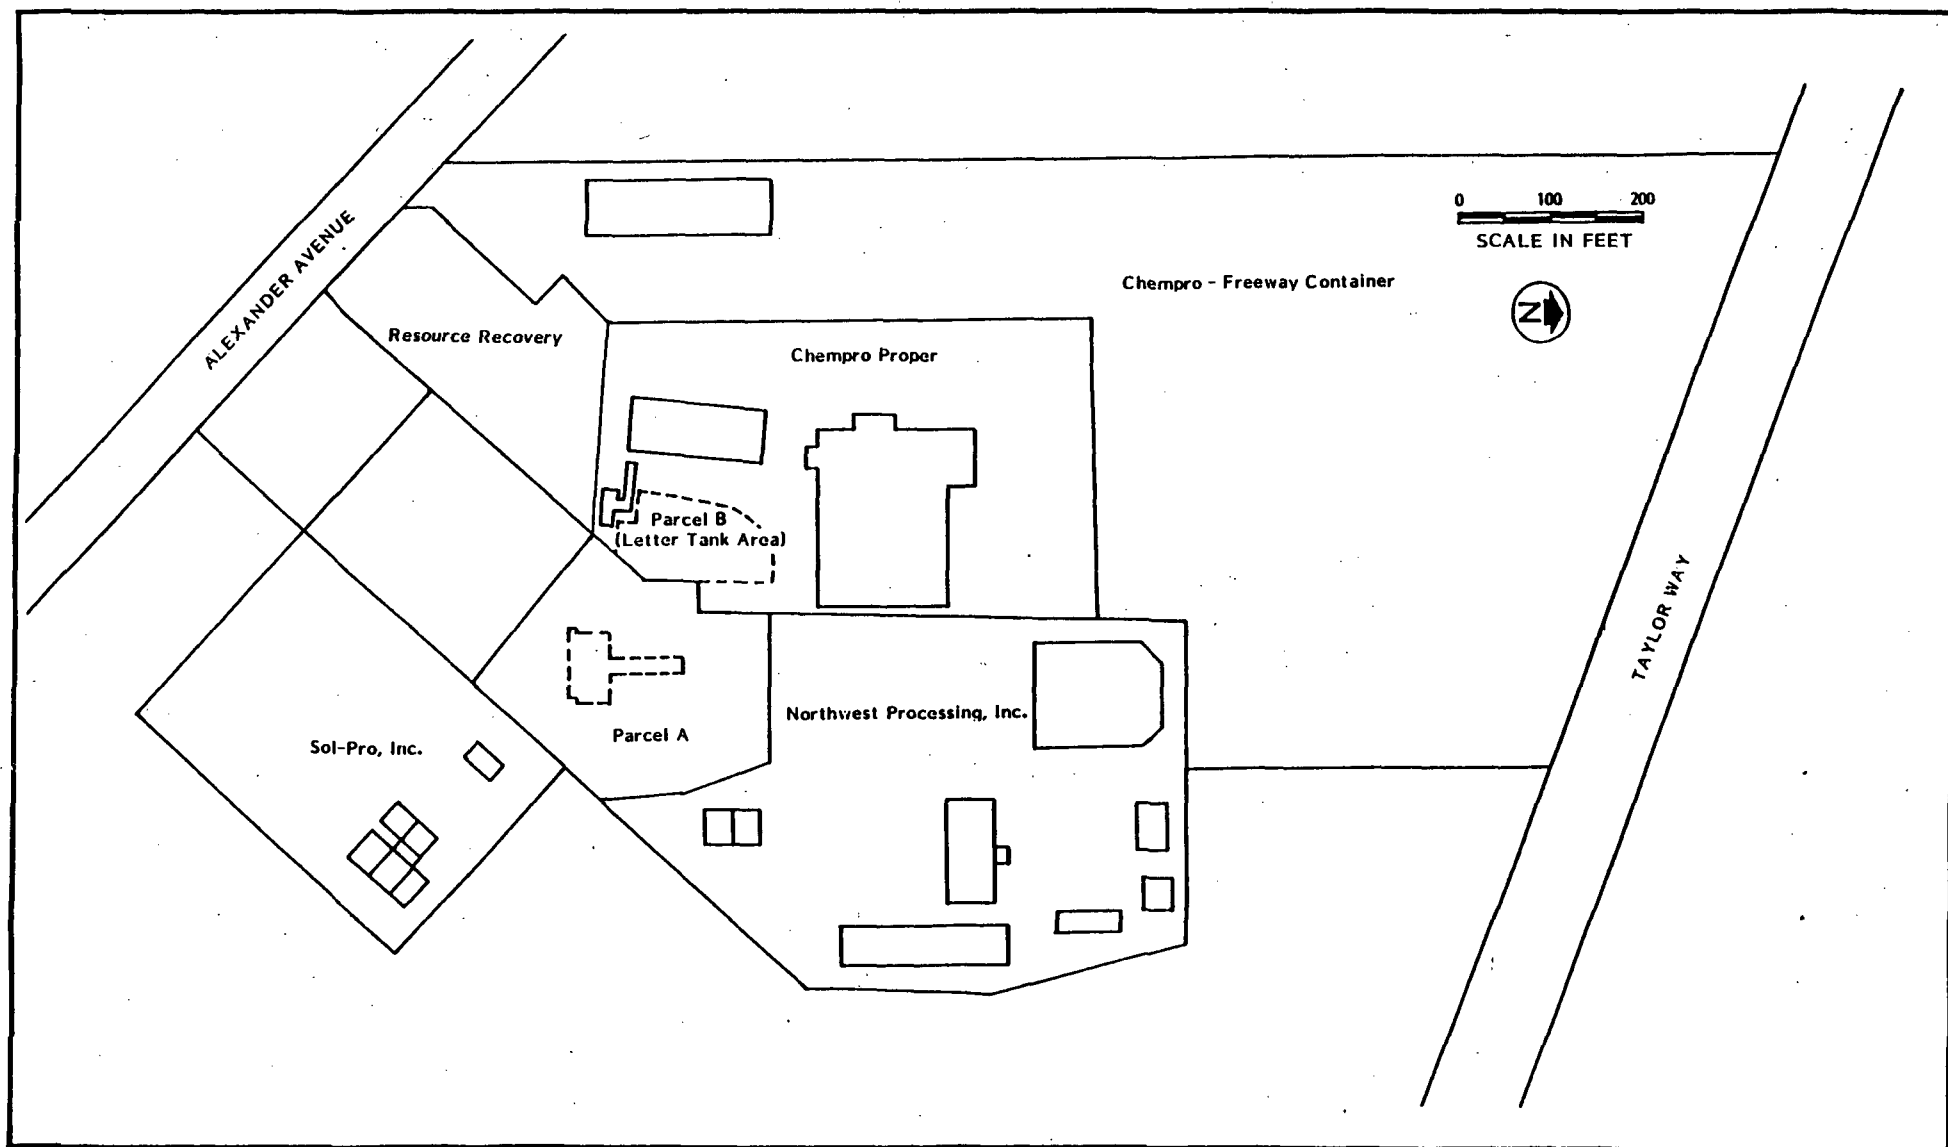 ALEXANDER AVENUE
0 100 200
SCALE IN FEET
Chempro - Freeway Container
N
Resource Recovery
Chempro Proper
Parcel B
(Letter Tank Area)
TAYLOR WAY
Northwest Processing, Inc.
Parcel A
Sol-Pro, Inc.